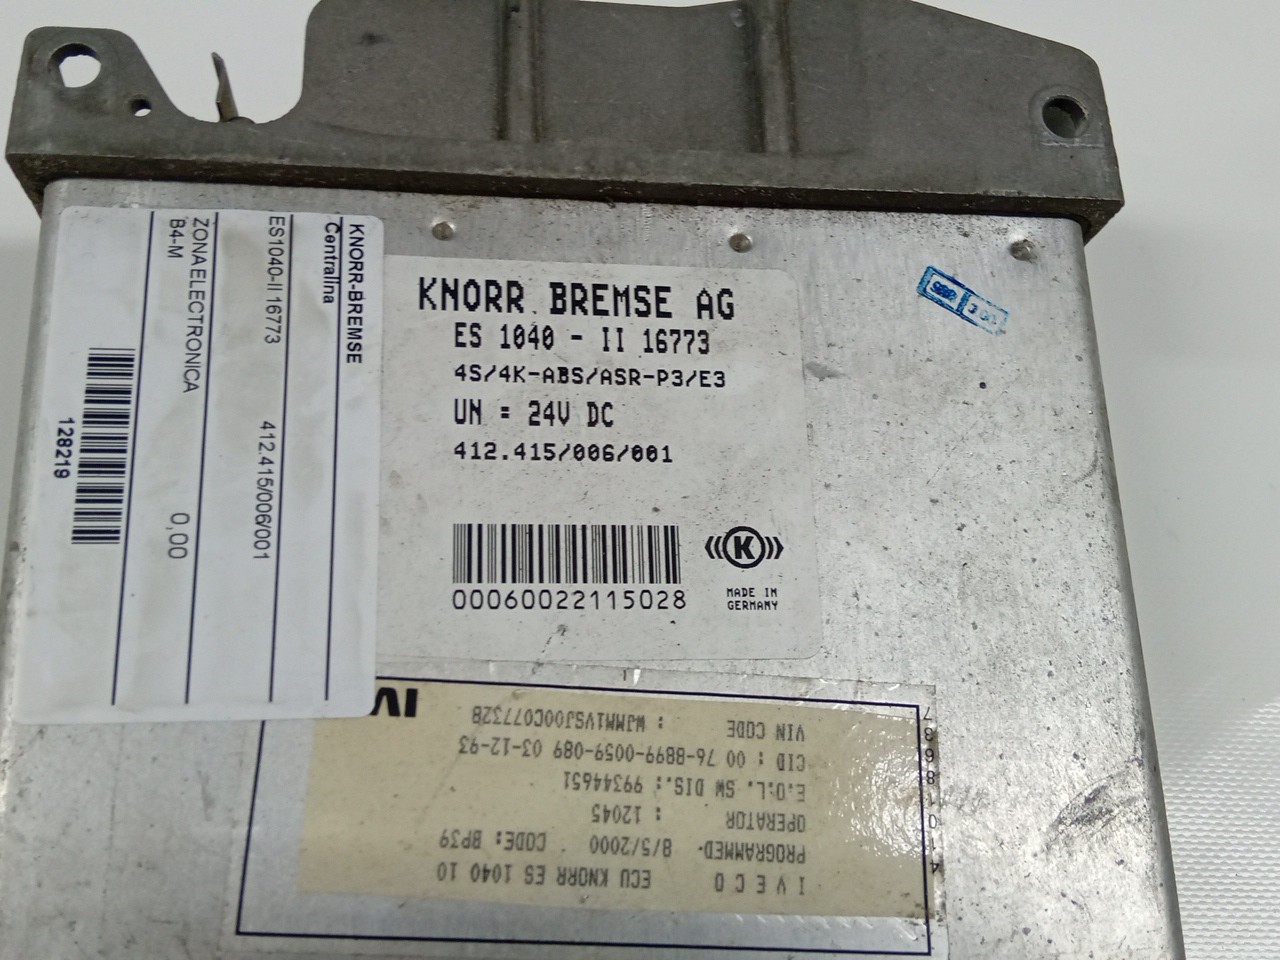 KNORR-BREMSE
Centralina
ES1040-II 16773 412.415/006/001
ZONAELECTRONICA 0,00
B4-M
128219
KNORR BREMSE AG
ES 1040 - II 16773
4S/4K-ABS/ASR-P3/E3
UN = 24V DC
412.415/006/001
00060022115028
K
MADE IN
GERMANY
IVECO ECU KNORR ES 1040 10
PROGRAMMED. 8/5/2000 CODE: BP39
OPERATOR : 12045
E.O.L. SW DIS.: 99344651
CID : 00 76-8899-0059-089 03-12-93
VIN CODE : WJMM1VSJ00C077328